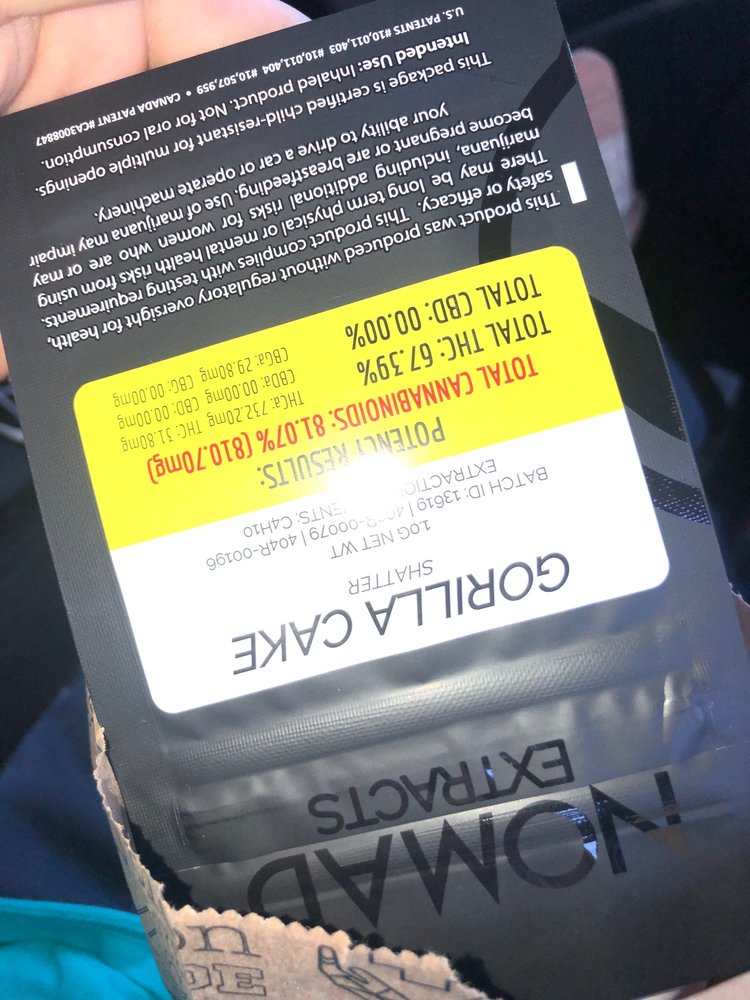 NOMAD
EXTRACTS
GORILLA CAKE
SHATTER
1.0G NET WT
BATCH ID: 13619 | 404R-00196
EXTRACTION C4H10
POTENCY RESULTS:
TOTAL CANNABINOIDS: 81.07% (810.70mg)
TOTAL THC: 67.39%
TOTAL CBD: 00.00%
THCa: 732.20mg THC: 31.80mg
CBDa: 00.00mg CBD: 00.00mg
CBGa: 29.80mg CBG: 00.00mg
This product was produced without regulatory oversight for health,
safety or efficacy. This product complies with testing requirements.
There may be long term physical or mental health risks from using
marijuana, including additional risks for women who are or may
become pregnant or are breastfeeding. Use of marijuana may impair
your ability to drive a car or operate machinery.
This package is certified child-resistant for multiple openings.
Intended Use: Inhaled product. Not for oral consumption.
U.S. PATENTS #10,011,403 #10,011,404 #10,507,959 • CANADA PATENT #CA3008847